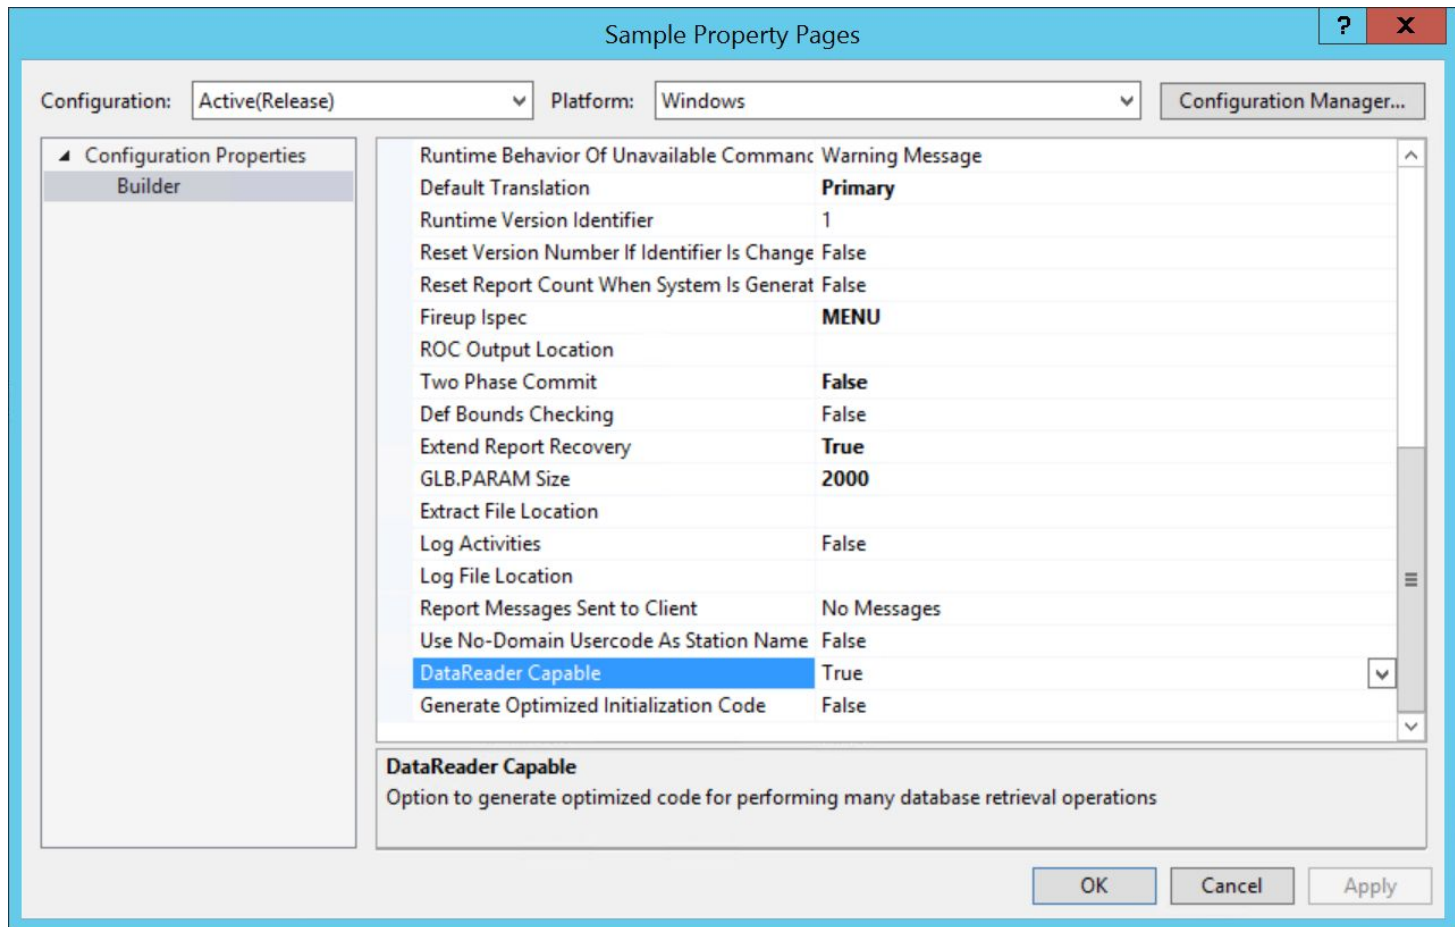 Sample Property Pages
? X
Configuration: Active(Release) Platform: Windows Configuration Manager...
Configuration Properties
Builder
Runtime Behavior Of Unavailable Commanc Warning Message
Default Translation Primary
Runtime Version Identifier 1
Reset Version Number If Identifier Is Change False
Reset Report Count When System Is Generat False
Fireup Ispec MENU
ROC Output Location
Two Phase Commit False
Def Bounds Checking False
Extend Report Recovery True
GLB.PARAM Size 2000
Extract File Location
Log Activities False
Log File Location
Report Messages Sent to Client No Messages
Use No-Domain Usercode As Station Name False
DataReader Capable True
Generate Optimized Initialization Code False
DataReader Capable
Option to generate optimized code for performing many database retrieval operations
OK Cancel Apply